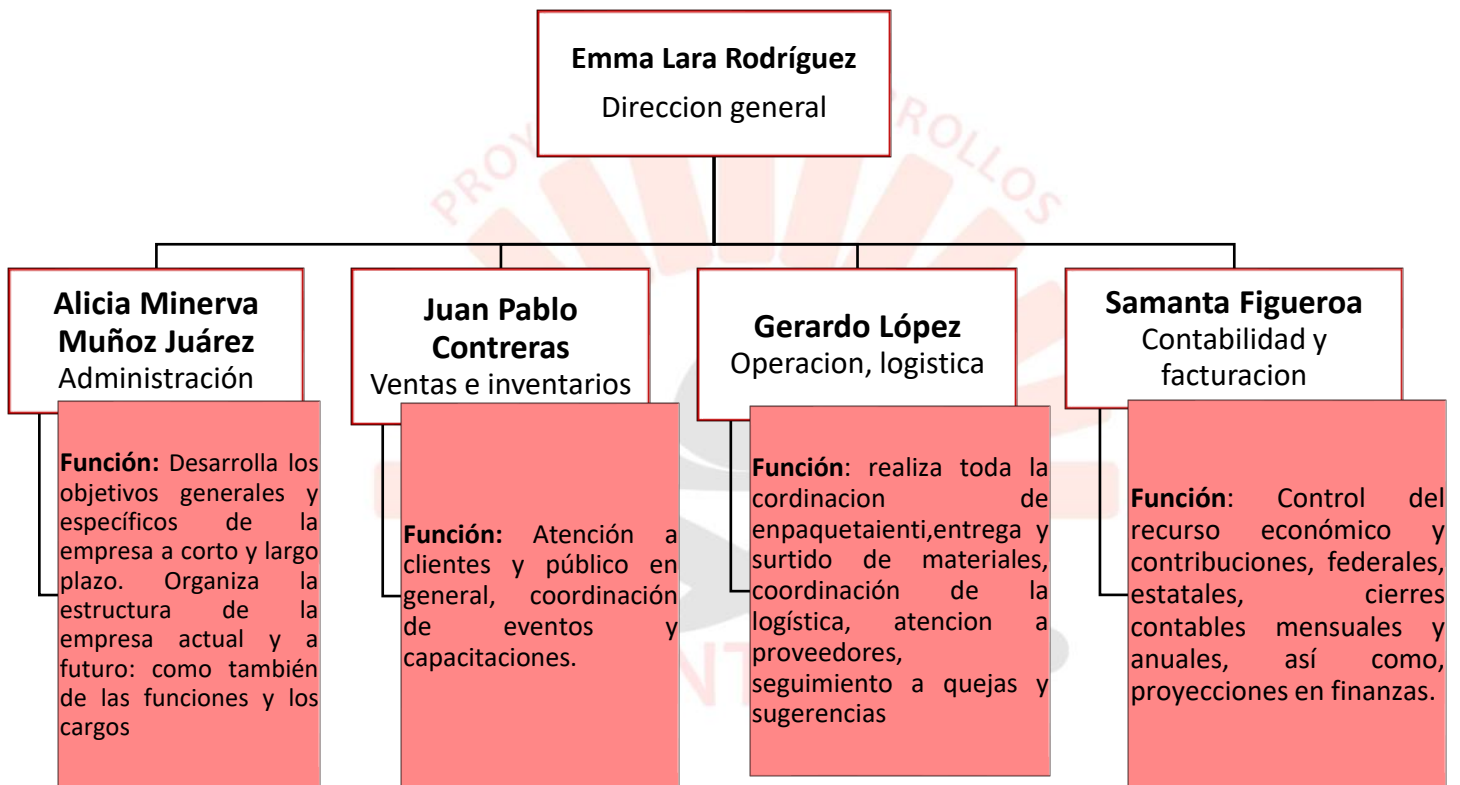 Emma Lara Rodríguez
Direccion general
Alicia Minerva
Muñoz Juárez
Administración
Función: Desarrolla los
objetivos generales y
específicos de la
empresa a corto y largo
plazo. Organiza la
estructura de la
empresa actual y a
futuro: como también
de las funciones y los
cargos
Juan Pablo
Contreras
Ventas e inventarios
Función: Atención a
clientes y público en
general, coordinación
de eventos y
capacitaciones.
Gerardo López
Operacion, logistica
Función: realiza toda la
cordinacion de
enpaquetaienti,entrega y
surtido de materiales,
coordinación de la
logística, atencion a
proveedores,
seguimiento a quejas y
sugerencias
Samanta Figueroa
Contabilidad y
facturacion
Función: Control del
recurso económico y
contribuciones, federales,
estatales, cierres
contables mensuales y
anuales, así como,
proyecciones en finanzas.